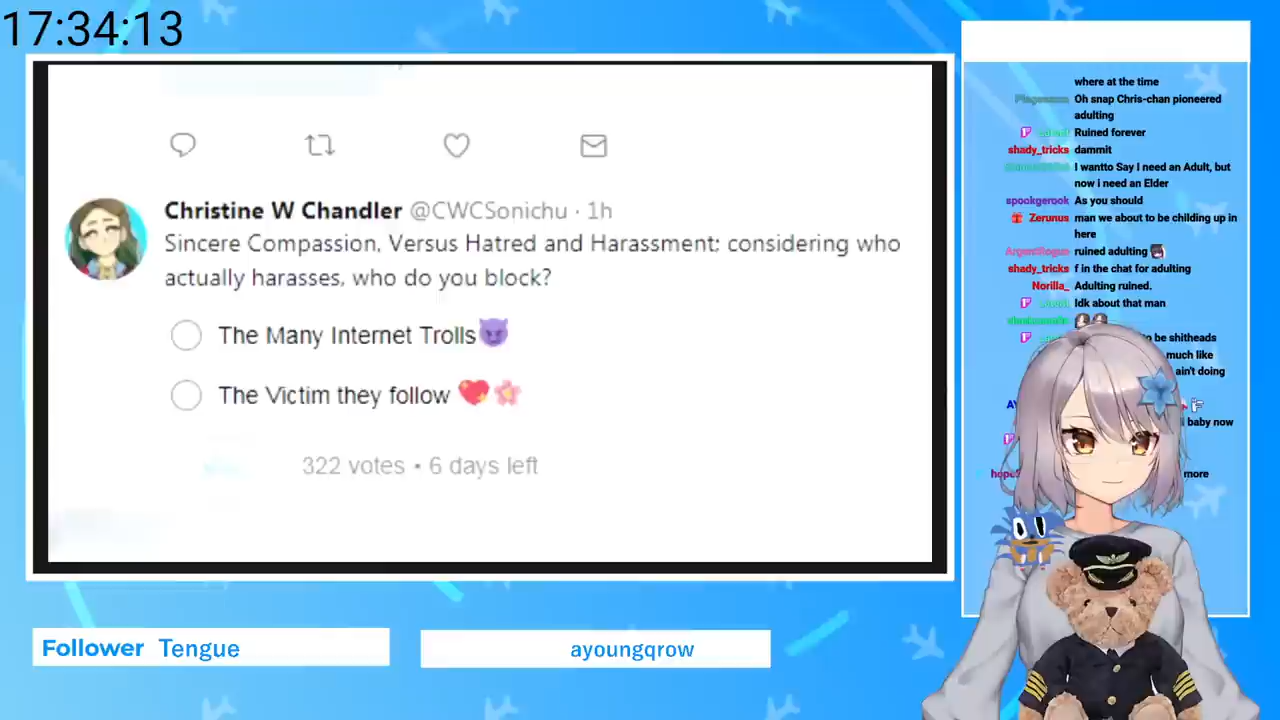 17:34:13
Christine W Chandler @CWCSonichu · 1h
Sincere Compassion, Versus Hatred and Harassment: considering who
actually harasses, who do you block?
The Many Internet Trolls😈
The Victim they follow 💖🌸
322 votes • 6 days left
Follower Tengue
ayoungqrow
where at the time
Oh snap Chris-chan pioneered
adulting
Ruined forever
shady_tricks dammit
I wantto Say I need an Adult, but
now i need an Elder
spookgerook As you should
Zerunus man we about to be childing up in
here
ruined adulting
shady_tricks f in the chat for adulting
Norilla_ Adulting ruined.
Idk about that man
be shitheads
much like
ain't doing
baby now
more